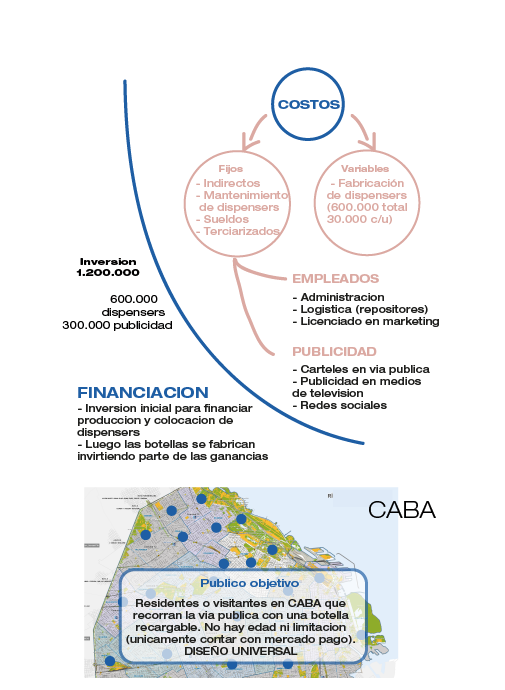 COSTOS
Fijos
- Indirectos
- Mantenimiento
de dispensers
- Sueldos
- Terciarizados
Variables
- Fabricación
de dispensers
(600.000 total
30.000 c/u)
Inversion
1.200.000
600.000
dispensers
300.000 publicidad
EMPLEADOS
- Administracion
- Logistica (repositores)
- Licenciado en marketing
PUBLICIDAD
- Carteles en via publica
- Publicidad en medios
de television
- Redes sociales
FINANCIACION
- Inversion inicial para financiar
produccion y colocacion de
dispensers
- Luego las botellas se fabrican
invirtiendo parte de las ganancias
CABA
Publico objetivo
Residentes o visitantes en CABA que
recorran la via publica con una botella
recargable. No hay edad ni limitacion
(unicamente contar con mercado pago).
DISEÑO UNIVERSAL